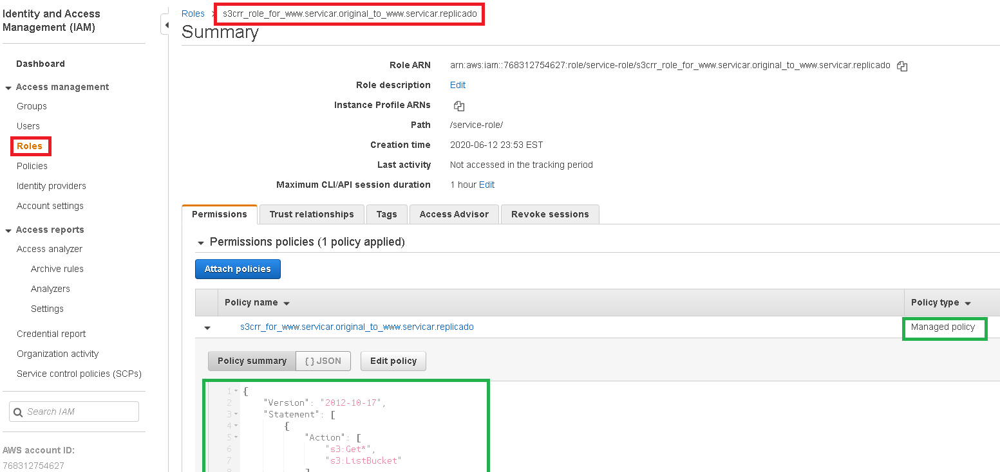 Identity and Access
Management (IAM)
Dashboard
Access management
Groups
Users
Roles
Policies
Identity providers
Account settings
Access reports
Access analyzer
Archive rules
Analyzers
Settings
Credential report
Organization activity
Service control policies (SCPs)
Search IAM
AWS account ID:
768312754627
Roles > s3crr_role_for_www.servicar.original_to_www.servicar.replicado
Summary
Role ARN arn:aws:iam::768312754627:role/service-role/s3crr_role_for_www.servicar.original_to_www.servicar.replicado
Role description Edit
Instance Profile ARNs
Path /service-role/
Creation time 2020-06-12 23:53 EST
Last activity Not accessed in the tracking period
Maximum CLI/API session duration 1 hour Edit
Permissions Trust relationships Tags Access Advisor Revoke sessions
Permissions policies (1 policy applied)
Attach policies
Policy name Policy type
s3crr_for_www.servicar.original_to_www.servicar.replicado Managed policy
Policy summary { } JSON Edit policy
1 {
2 "Version": "2012-10-17",
3 "Statement": [
4 {
5 "Action": [
6 "s3:Get*",
7 "s3:ListBucket"
8 ]